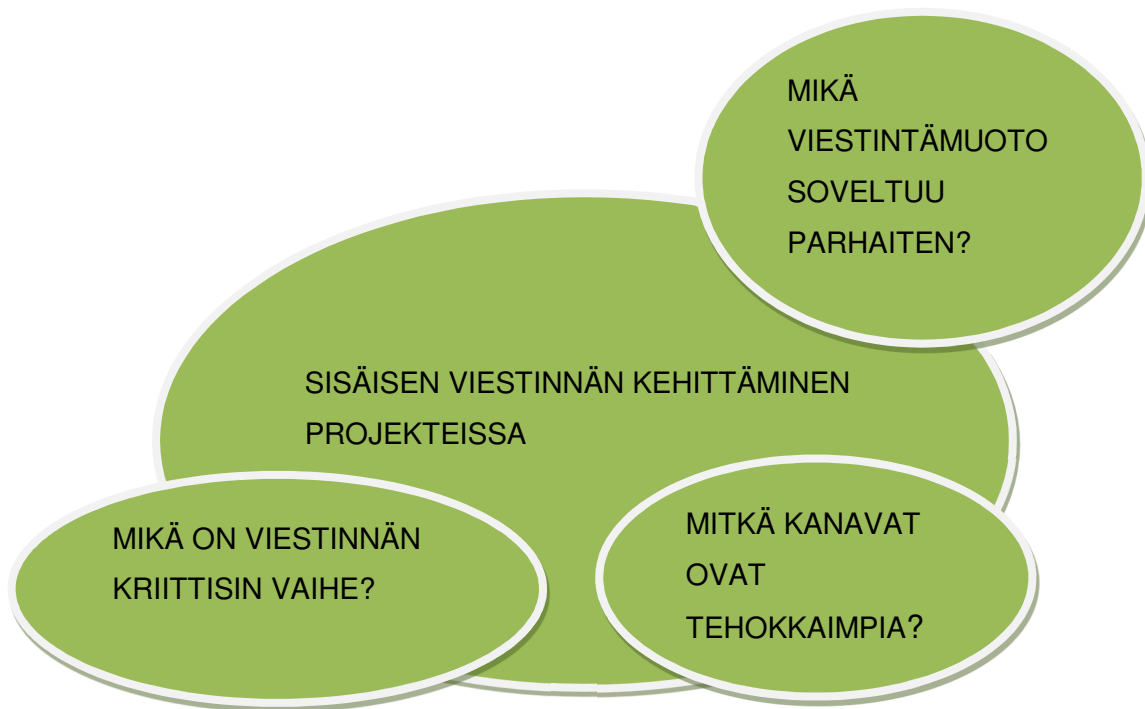 MIKÄ
VIESTINTÄMUOTO
SOVELTUU
PARHAITEN?
SISÄISEN VIESTINNÄN KEHITTÄMINEN
PROJEKTEISSA
MIKÄ ON VIESTINNÄN
KRIITTISIN VAIHE?
MITKÄ KANAVAT
OVAT
TEHOKKAIMPIA?